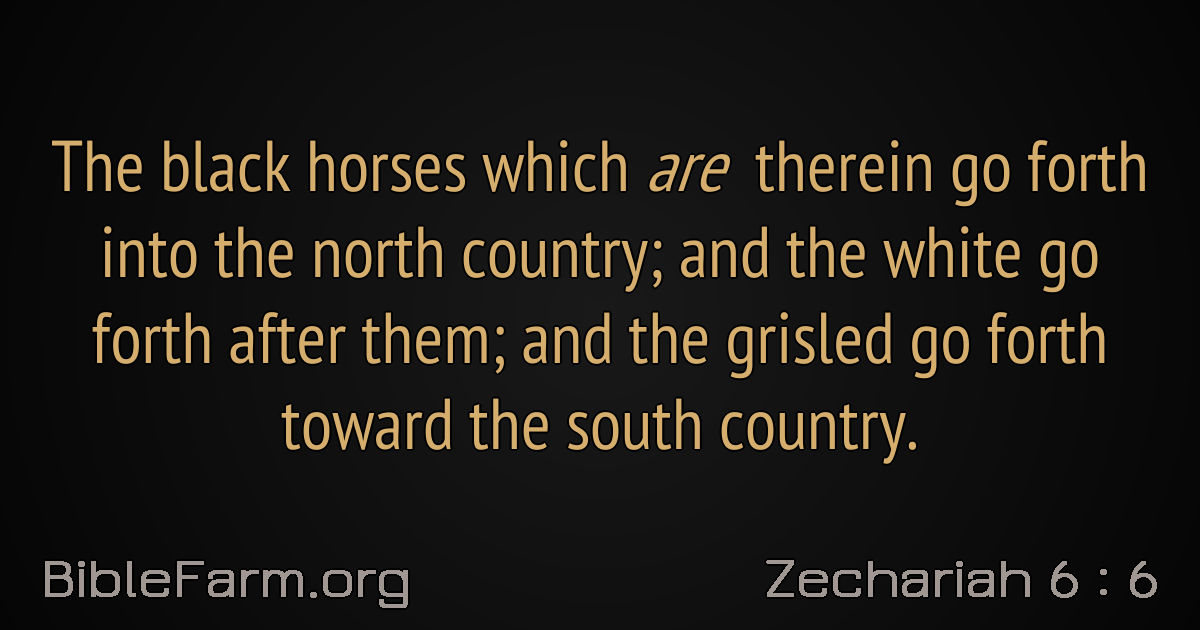 The black horses which are therein go forth
into the north country; and the white go
forth after them; and the grisled go forth
toward the south country.
BibleFarm.org
Zechariah 6 : 6